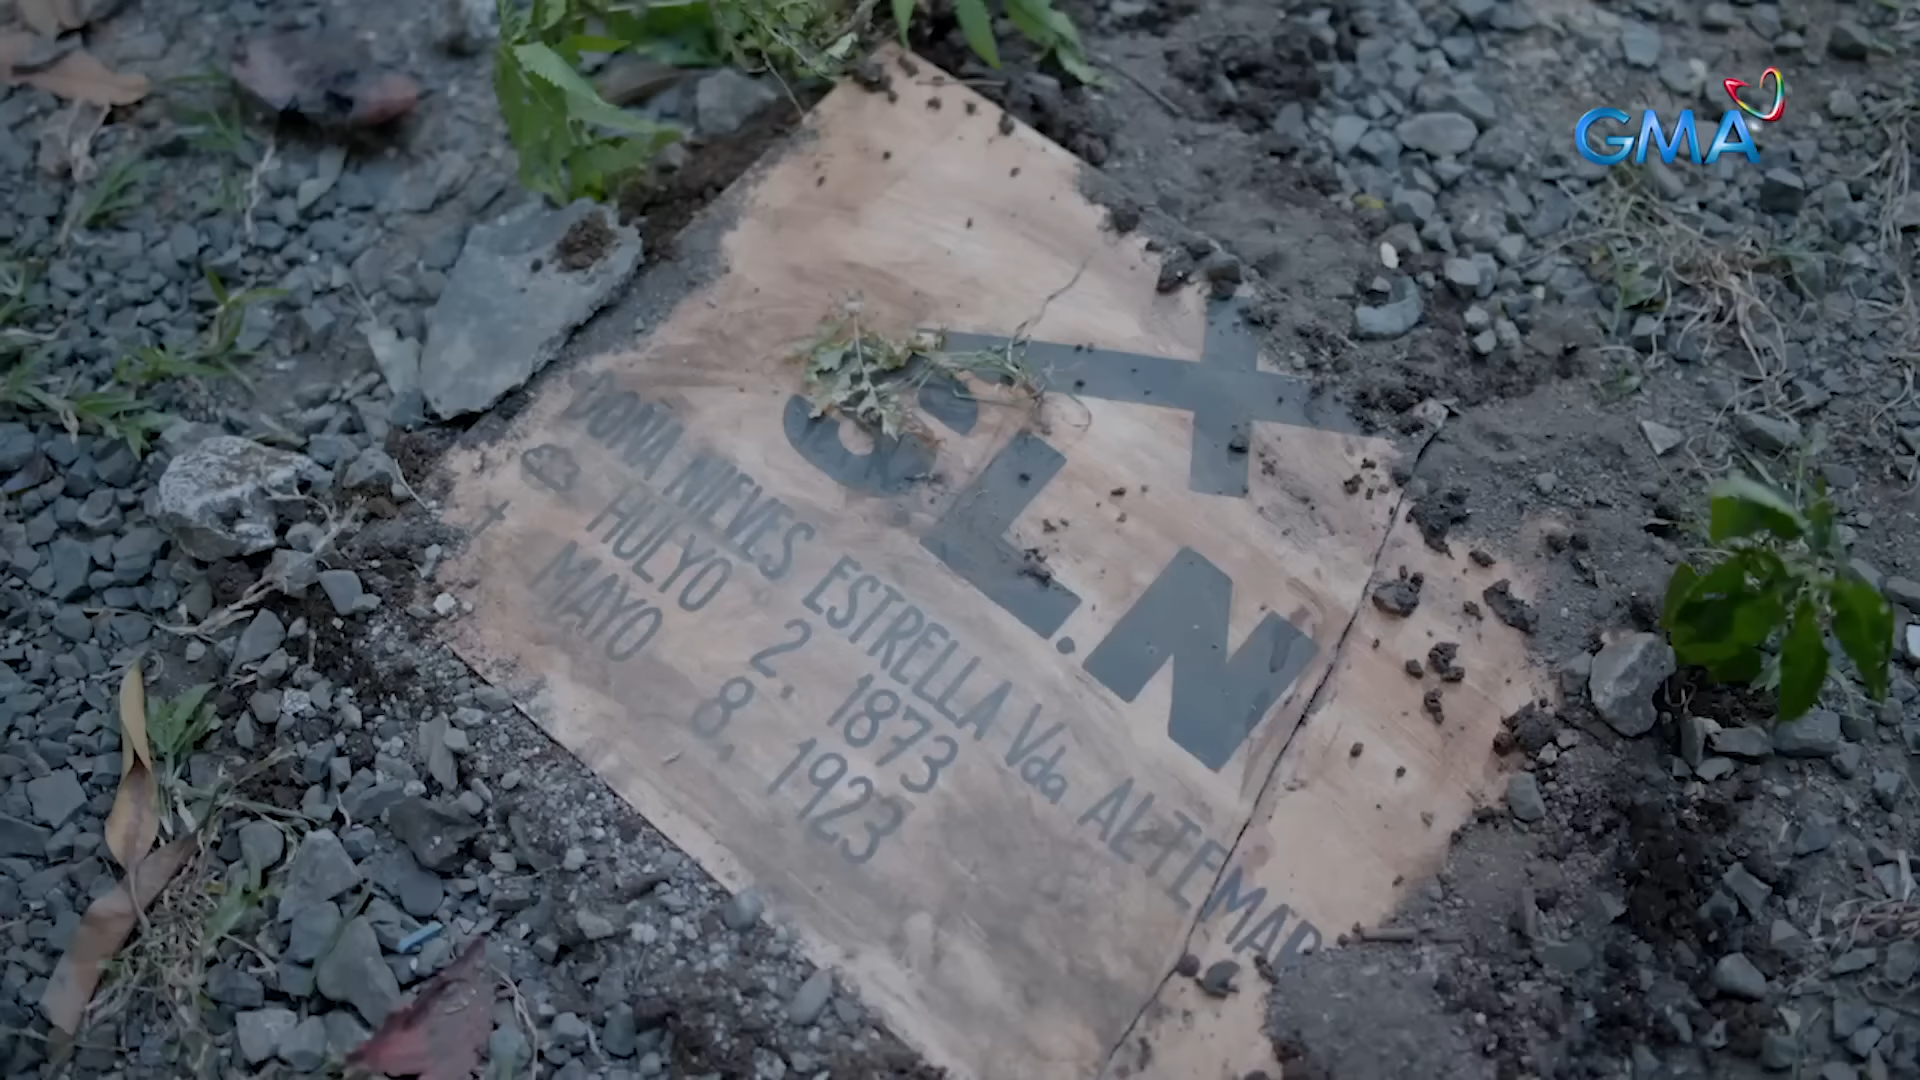 GMA
S.L.N
DOÑA NIEVES ESTRELLA Vda ALTEMAR
HULYO 2, 1873
MAYO 8, 1923